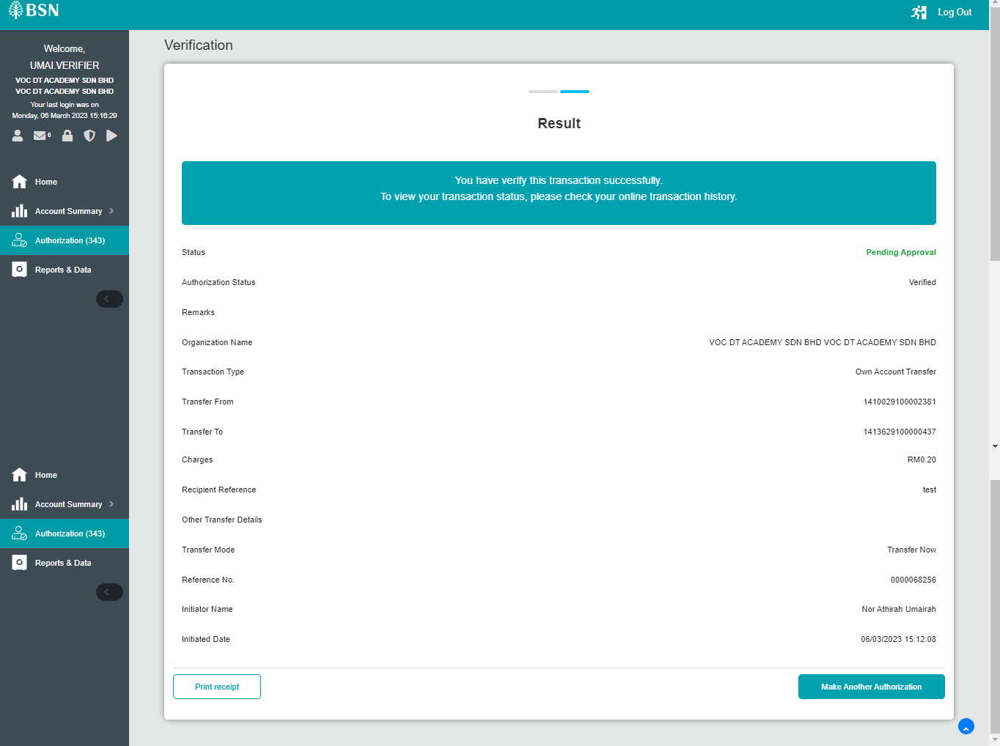 BSN
Log Out
Welcome,
UMAI.VERIFIER
VOC DT ACADEMY SDN BHD
VOC DT ACADEMY SDN BHD
Your last login was on
Monday, 06 March 2023 15:16:29
0
Home
Account Summary
Authorization (343)
Reports & Data
Home
Account Summary
Authorization (343)
Reports & Data
Verification
Result
You have verify this transaction successfully.
To view your transaction status, please check your online transaction history.
Status Pending Approval
Authorization Status Verified
Remarks
Organization Name VOC DT ACADEMY SDN BHD VOC DT ACADEMY SDN BHD
Transaction Type Own Account Transfer
Transfer From 1410029100002381
Transfer To 1413629100000437
Charges RM0.20
Recipient Reference test
Other Transfer Details
Transfer Mode Transfer Now
Reference No. 0000068256
Initiator Name Nor Athirah Umairah
Initiated Date 06/03/2023 15:12:08
Print receipt Make Another Authorization